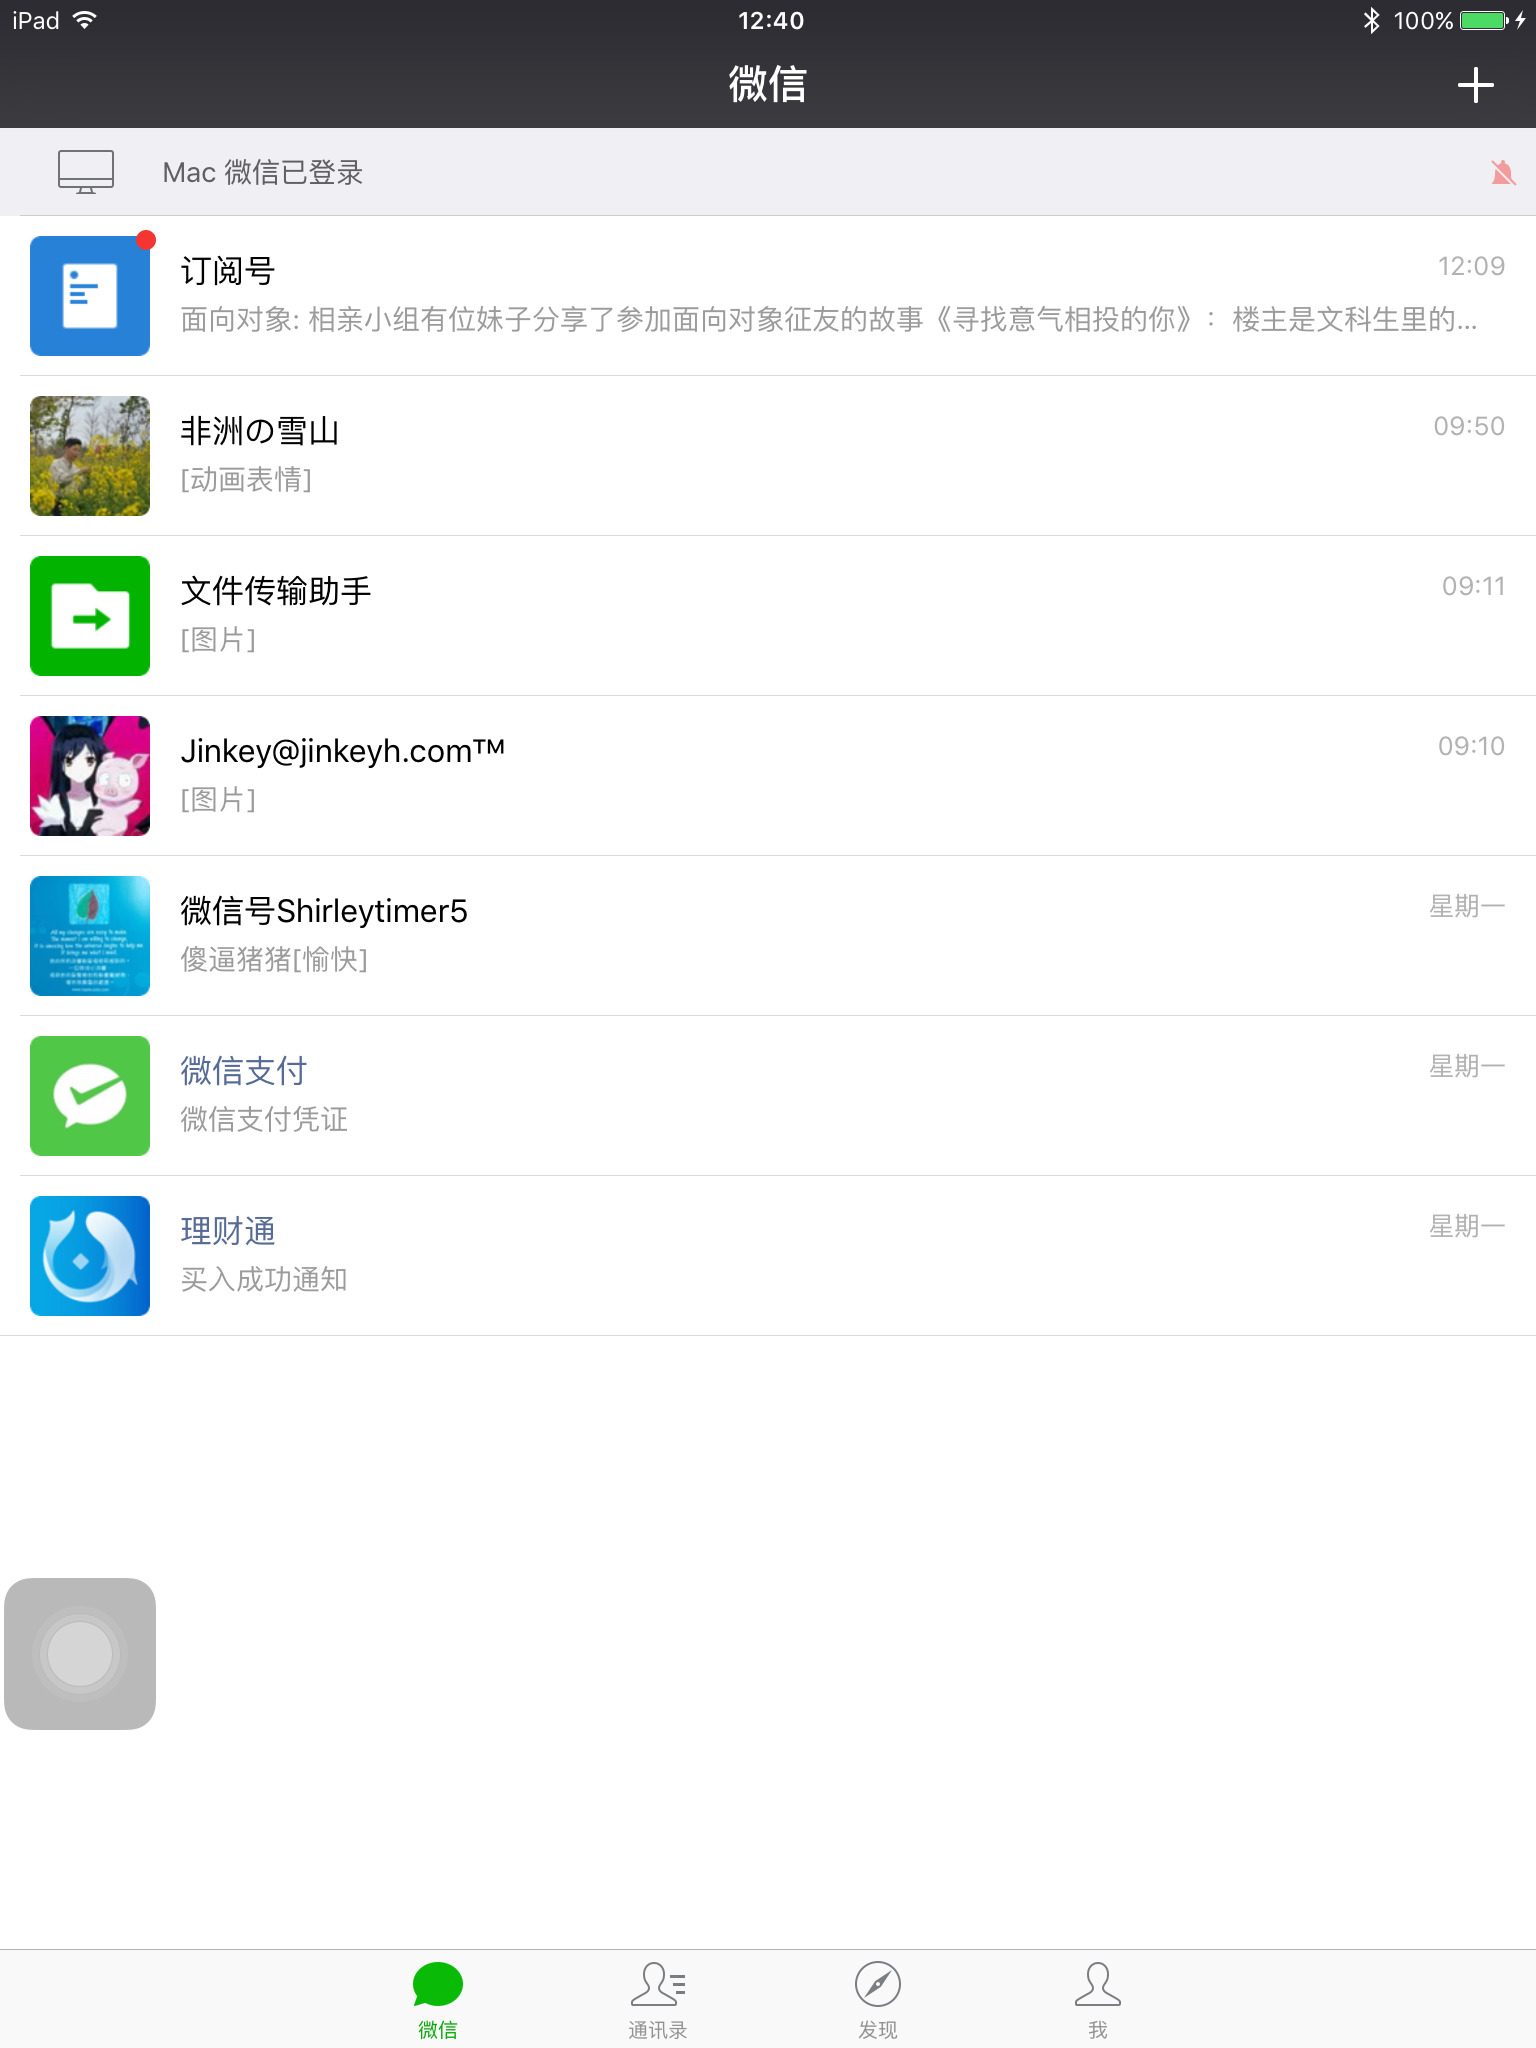 iPad 12:40 100%
微信
Mac 微信已登录
订阅号 12:09
面向对象: 相亲小组有位妹子分享了参加面向对象征友的故事《寻找意气相投的你》：楼主是文科生里的...
非洲の雪山 09:50
[动画表情]
文件传输助手 09:11
[图片]
Jinkey@jinkeyh.com™ 09:10
[图片]
微信号Shirleytimer5 星期一
傻逼猪猪[愉快]
微信支付 星期一
微信支付凭证
理财通 星期一
买入成功通知
微信 通讯录 发现 我